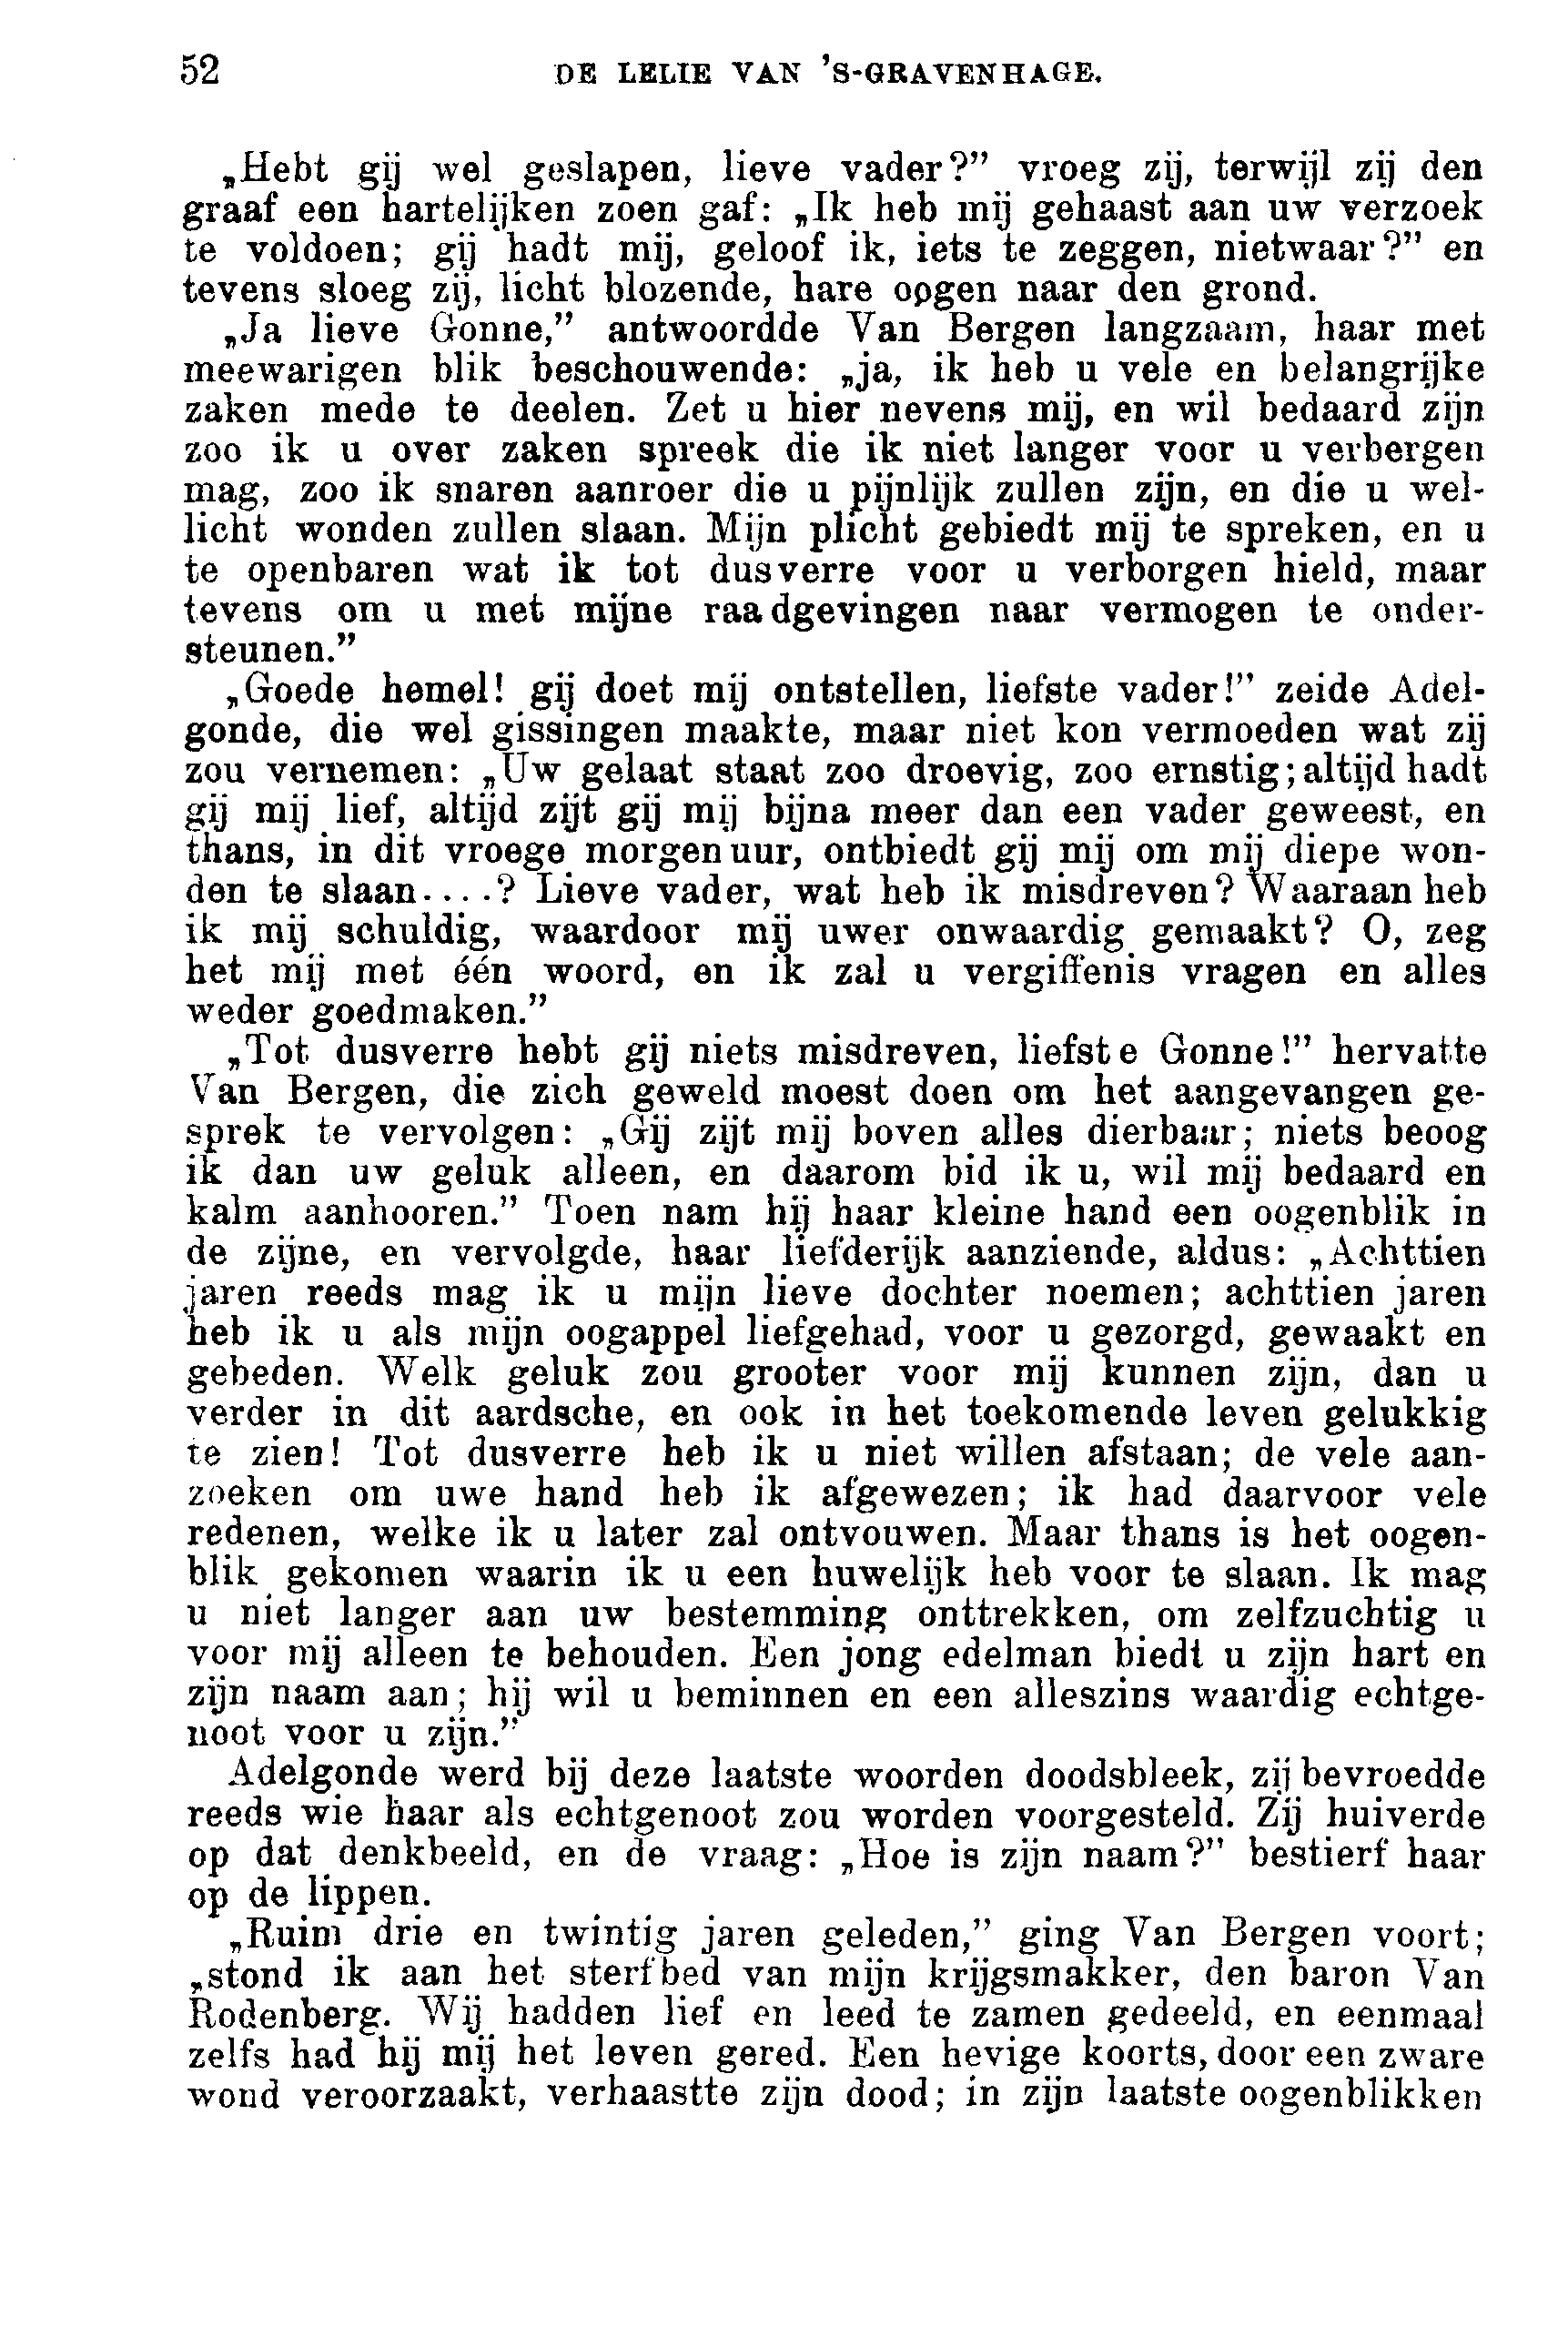 52 DE LELIE VAN 'S-GRAVENHAGE.
„Hebt gij wel geslapen, lieve vader?” vroeg zij, terwijl zij den
graaf een hartelijken zoen gaf: „Ik heb mij gehaast aan uw verzoek
te voldoen; gij hadt mij, geloof ik, iets te zeggen, nietwaar?” en
tevens sloeg zij, licht blozende, hare oogen naar den grond.
„Ja lieve Gonne,” antwoordde Van Bergen langzaam, haar met
meewarigen blik beschouwende: „ja, ik heb u vele en belangrijke
zaken mede te deelen. Zet u hier nevens mij, en wil bedaard zijn
zoo ik u over zaken spreek die ik niet langer voor u verbergen
mag, zoo ik snaren aanroer die u pijnlijk zullen zijn, en die u wel-
licht wonden zullen slaan. Mijn plicht gebiedt mij te spreken, en u
te openbaren wat ik tot dusverre voor u verborgen hield, maar
tevens om u met mijne raadgevingen naar vermogen te onder-
steunen.”
„Goede hemel! gij doet mij ontstellen, liefste vader!” zeide Adel-
gonde, die wel gissingen maakte, maar niet kon vermoeden wat zij
zou vernemen: „Uw gelaat staat zoo droevig, zoo ernstig; altijd hadt
gij mij lief, altijd zijt gij mij bijna meer dan een vader geweest, en
thans, in dit vroege morgenuur, ontbiedt gij mij om mij diepe won-
den te slaan....? Lieve vader, wat heb ik misdreven? Waaraan heb
ik mij schuldig, waardoor mij uwer onwaardig gemaakt? O, zeg
het mij met één woord, en ik zal u vergiffenis vragen en alles
weder goedmaken.”
„Tot dusverre hebt gij niets misdreven, liefste Gonne!” hervatte
Van Bergen, die zich geweld moest doen om het aangevangen ge-
sprek te vervolgen: „Gij zijt mij boven alles dierbaar; niets beoog
ik dan uw geluk alleen, en daarom bid ik u, wil mij bedaard en
kalm aanhooren.” Toen nam hij haar kleine hand een oogenblik in
de zijne, en vervolgde, haar liefderijk aanziende, aldus: „Achttien
jaren reeds mag ik u mijn lieve dochter noemen; achttien jaren
heb ik u als mijn oogappel liefgehad, voor u gezorgd, gewaakt en
gebeden. Welk geluk zou grooter voor mij kunnen zijn, dan u
verder in dit aardsche, en ook in het toekomende leven gelukkig
te zien! Tot dusverre heb ik u niet willen afstaan; de vele aan-
zoeken om uwe hand heb ik afgewezen; ik had daarvoor vele
redenen, welke ik u later zal ontvouwen. Maar thans is het oogen-
blik gekomen waarin ik u een huwelijk heb voor te slaan. Ik mag
u niet langer aan uw bestemming onttrekken, om zelfzuchtig u
voor mij alleen te behouden. Een jong edelman biedt u zijn hart en
zijn naam aan; hij wil u beminnen en een alleszins waardig echtge-
noot voor u zijn.”
Adelgonde werd bij deze laatste woorden doodsbleek, zij bevroedde
reeds wie haar als echtgenoot zou worden voorgesteld. Zij huiverde
op dat denkbeeld, en de vraag: „Hoe is zijn naam?” bestierf haar
op de lippen.
„Ruim drie en twintig jaren geleden,” ging Van Bergen voort;
„stond ik aan het sterfbed van mijn krijgsmakker, den baron Van
Rodenberg. Wij hadden lief en leed te zamen gedeeld, en eenmaal
zelfs had hij mij het leven gered. Een hevige koorts, door een zware
wond veroorzaakt, verhaastte zijn dood; in zijn laatste oogenblikken